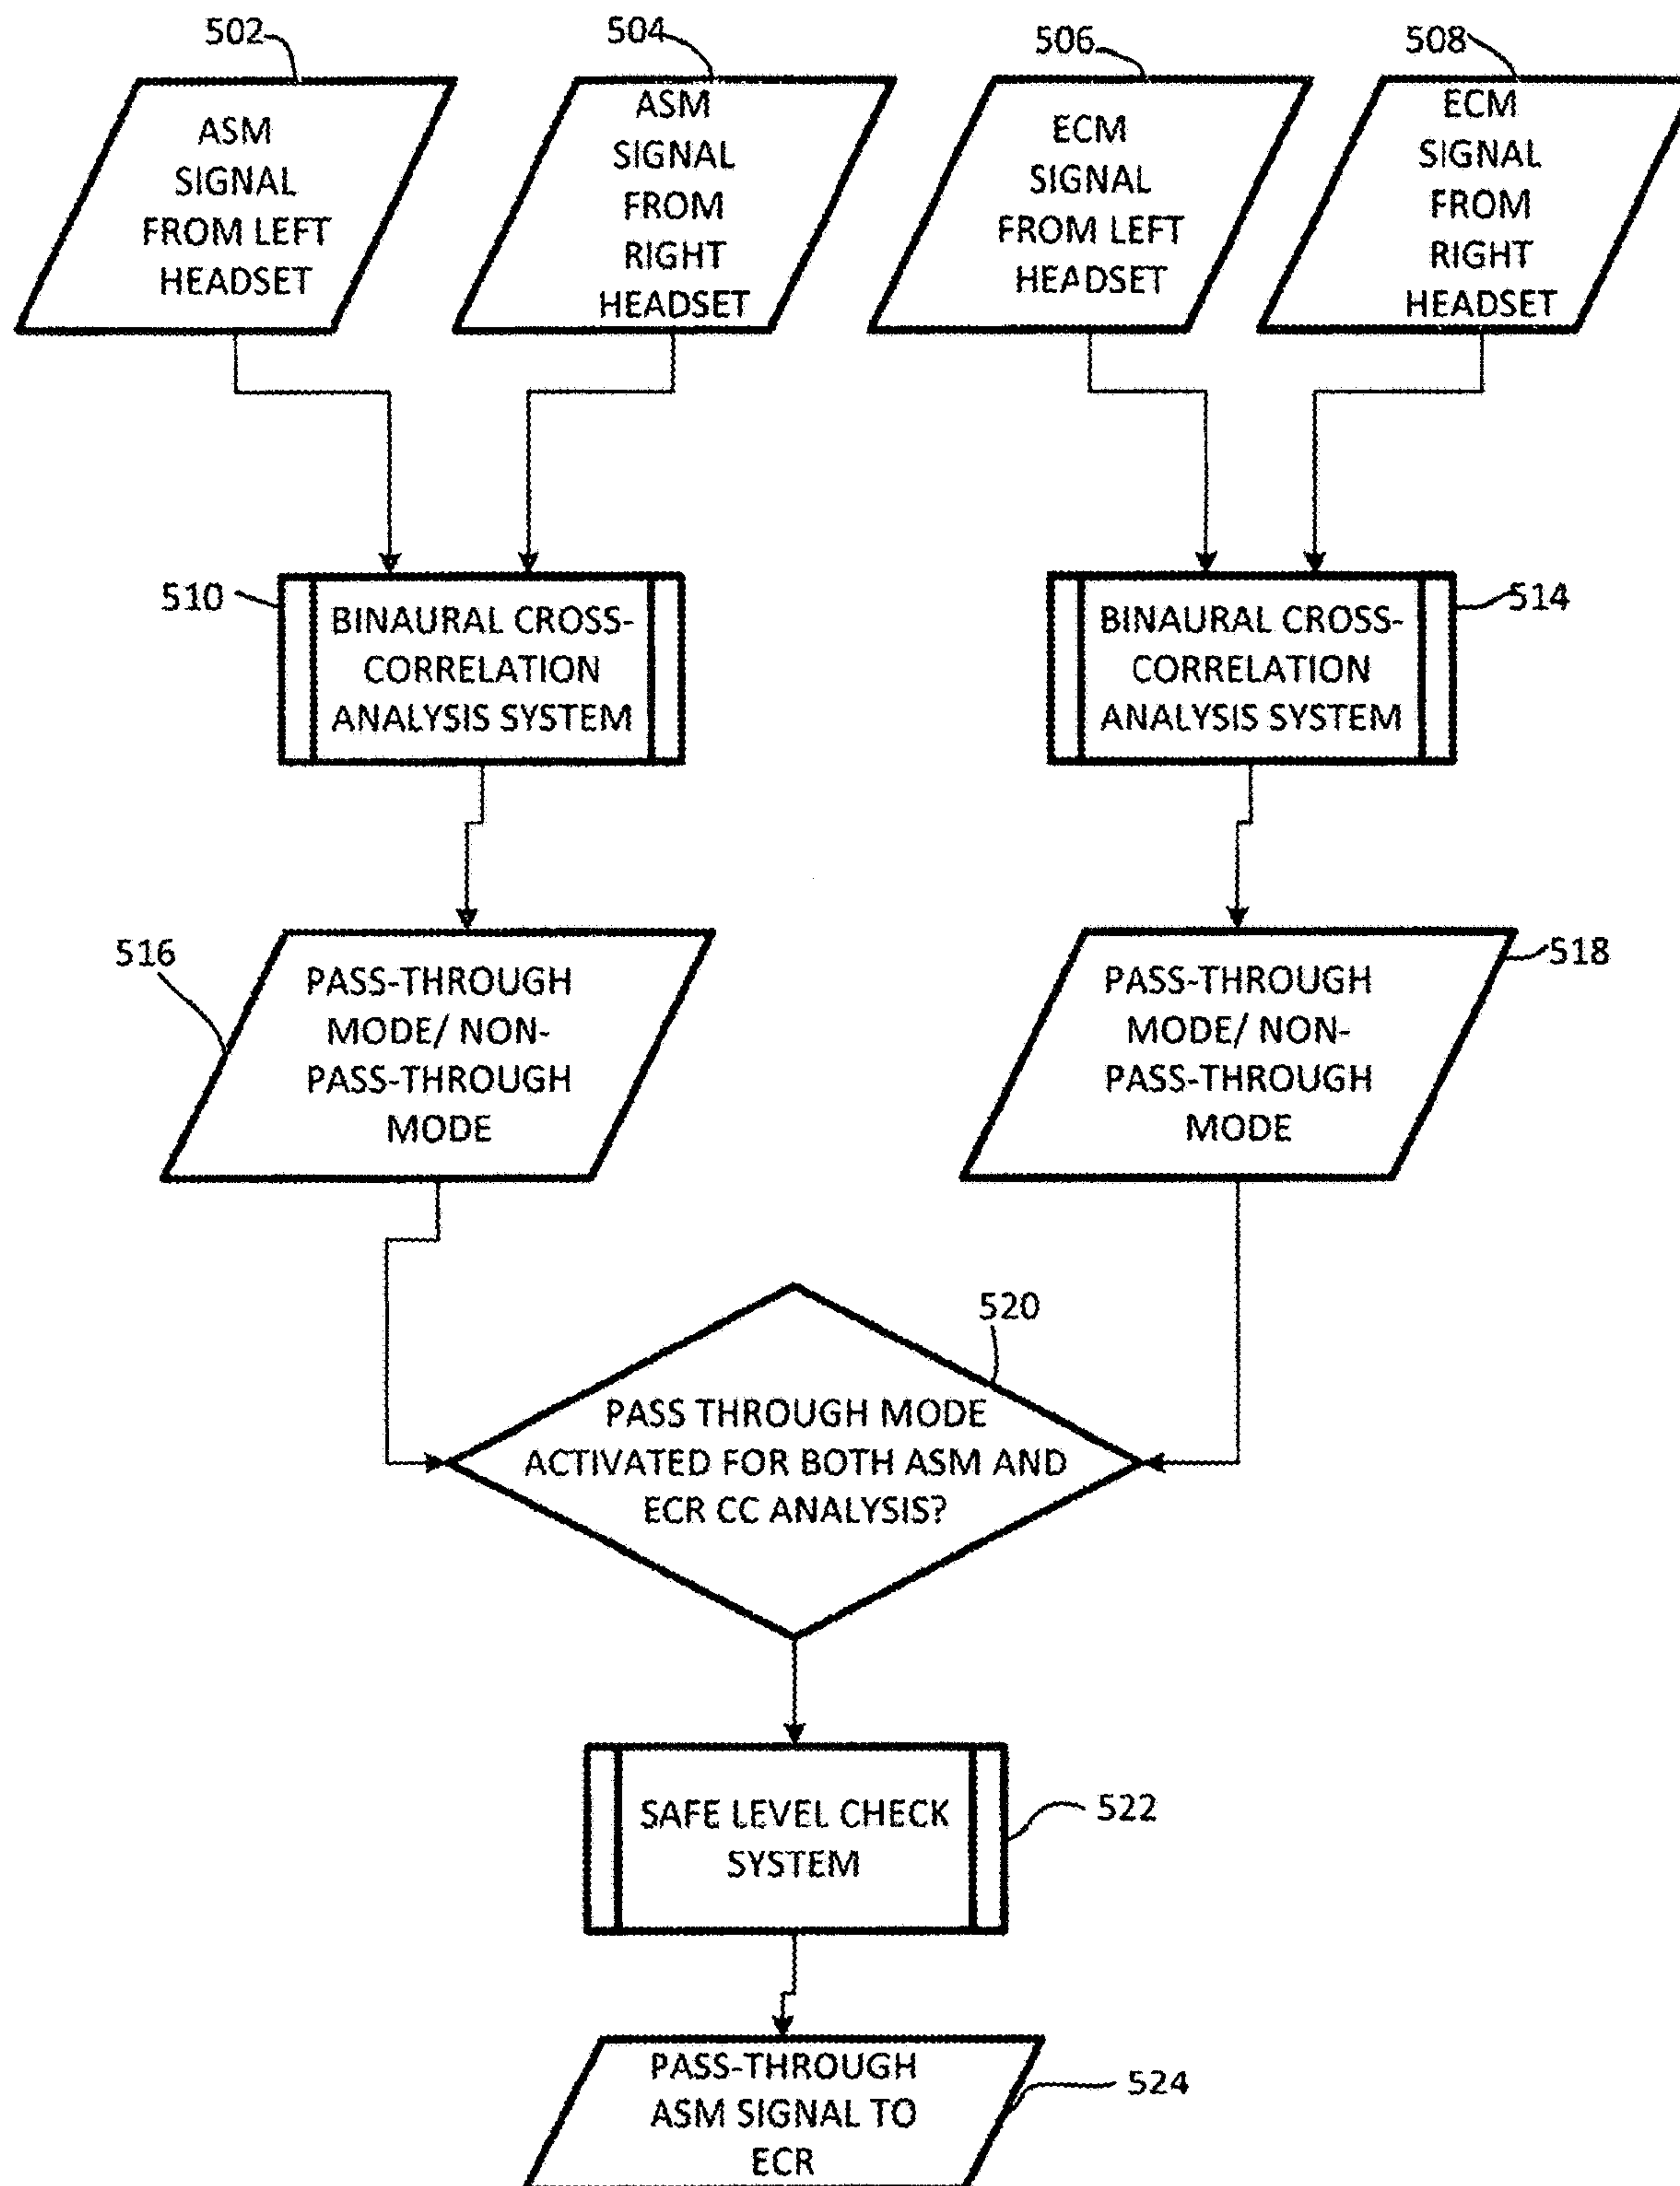 502
504
506
508
ASM
SIGNAL
FROM LEFT
HEADSET
ASM
SIGNAL
FROM
RIGHT
HEADSET
ECM
SIGNAL
FROM LEFT
HEADSET
ECM
SIGNAL
FROM
RIGHT
HEADSET
510
BINAURAL CROSS-
CORRELATION
ANALYSIS SYSTEM
BINAURAL CROSS-
CORRELATION
ANALYSIS SYSTEM
514
516
PASS-THROUGH
MODE/ NON-
PASS-THROUGH
MODE
PASS-THROUGH
MODE/ NON-
PASS-THROUGH
MODE
518
520
PASS THROUGH MODE
ACTIVATED FOR BOTH ASM AND
ECR CC ANALYSIS?
SAFE LEVEL CHECK
SYSTEM
522
PASS-THROUGH
ASM SIGNAL TO
ECR
524